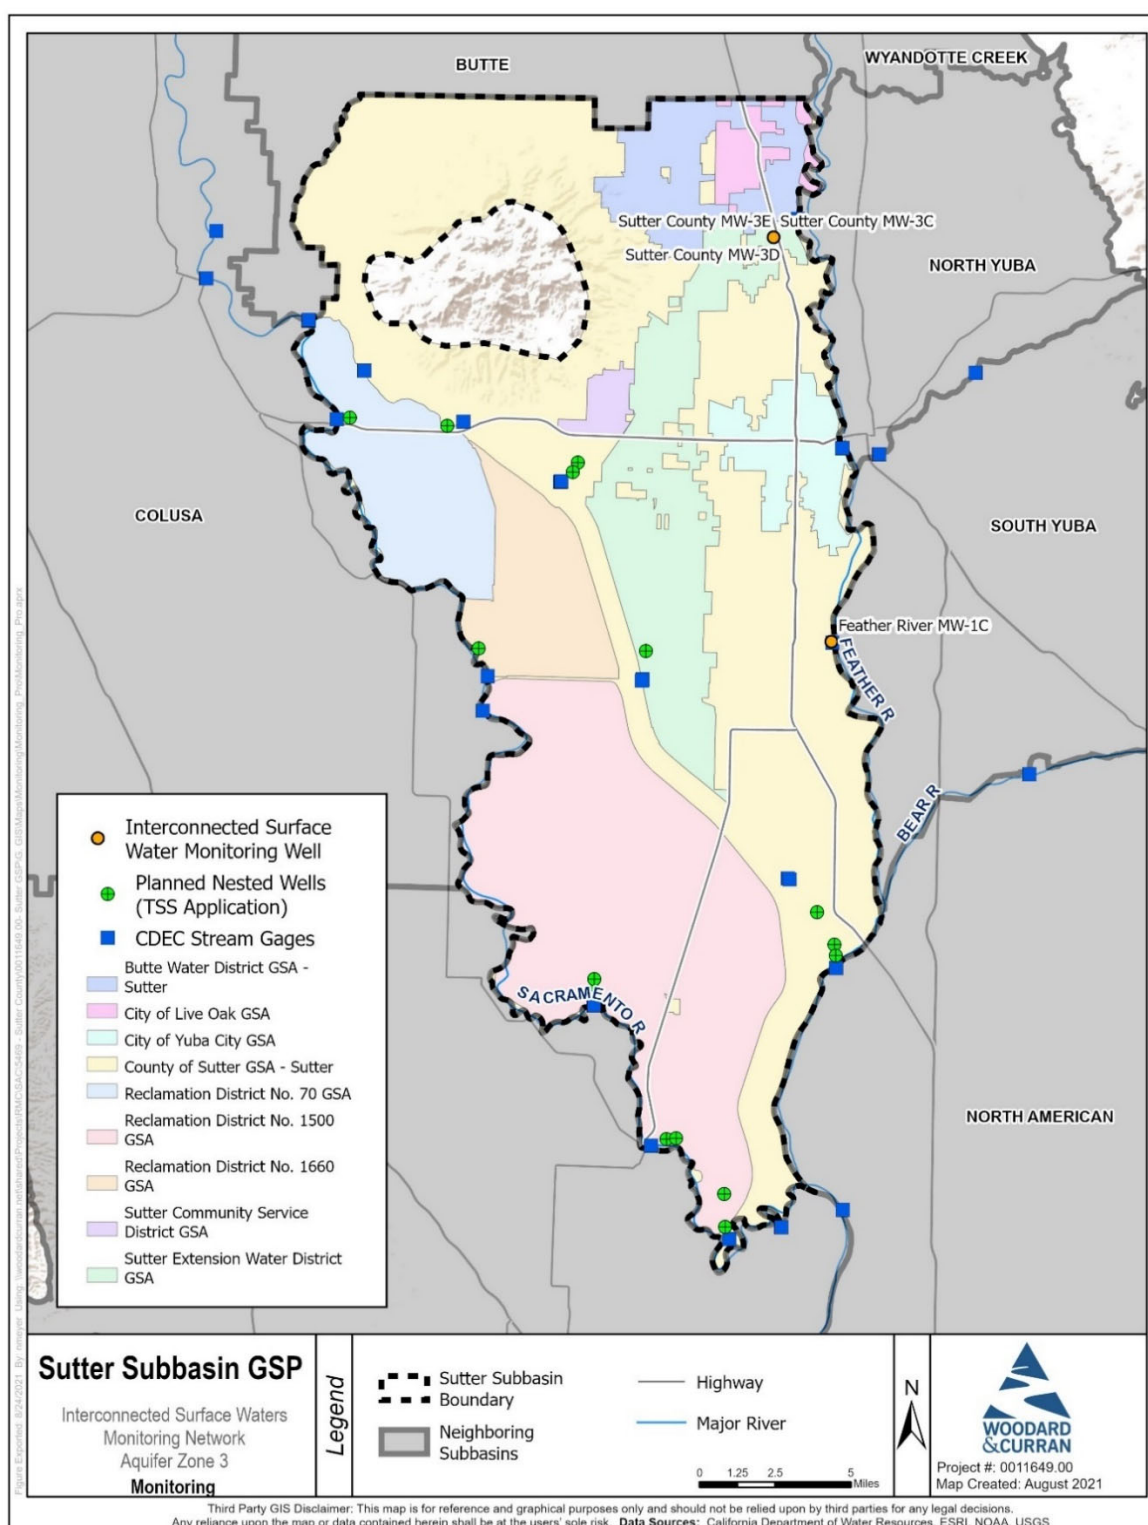 BUTTE
WYANDOTTE CREEK
Sutter County MW-3E
Sutter County MW-3C
Sutter County MW-3D
NORTH YUBA
COLUSA
SOUTH YUBA
Feather River MW-1C
FEATHER R
BEAR R
SACRAMENTO R
NORTH AMERICAN
Interconnected Surface
Water Monitoring Well
Planned Nested Wells
(TSS Application)
CDEC Stream Gages
Butte Water District GSA -
Sutter
City of Live Oak GSA
City of Yuba City GSA
County of Sutter GSA - Sutter
Reclamation District No. 70 GSA
Reclamation District No. 1500
GSA
Reclamation District No. 1660
GSA
Sutter Community Service
District GSA
Sutter Extension Water District
GSA
Sutter Subbasin GSP
Interconnected Surface Waters
Monitoring Network
Aquifer Zone 3
Monitoring
Legend
Sutter Subbasin
Boundary
Neighboring
Subbasins
Highway
Major River
0 1.25 2.5 5
Miles
N
WOODARD
&CURRAN
Project #: 0011649.00
Map Created: August 2021
Third Party GIS Disclaimer: This map is for reference and graphical purposes only and should not be relied upon by third parties for any legal decisions.
Any reliance upon the map or data contained herein shall be at the users' sole risk. Data Sources: California Department of Water Resources, ESRI, NOAA, USGS
Figure Exported: 8/24/2021 By: nmeyer Using: